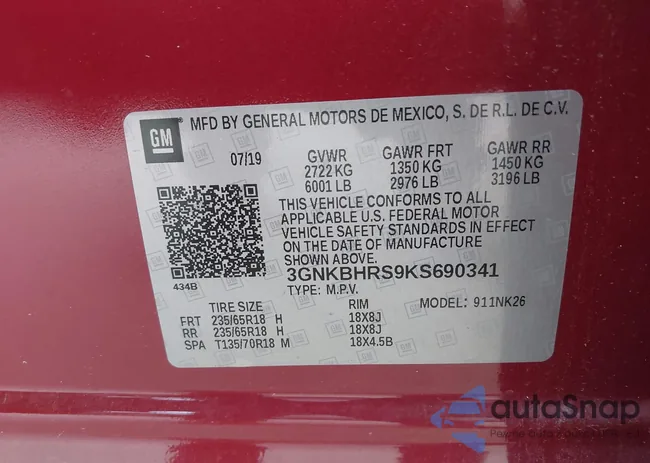 GM
MFD BY GENERAL MOTORS DE MEXICO, S. DE R.L. DE C.V.
07/19 GVWR GAWR FRT GAWR RR
2722 KG 1350 KG 1450 KG
6001 LB 2976 LB 3196 LB
THIS VEHICLE CONFORMS TO ALL
APPLICABLE U.S. FEDERAL MOTOR
VEHICLE SAFETY STANDARDS IN EFFECT
ON THE DATE OF MANUFACTURE
SHOWN ABOVE.
434B
3GNKBHRS9KS690341
TYPE: M.P.V.
TIRE SIZE RIM MODEL: 911NK26
FRT 235/65R18 H 18X8J
RR 235/65R18 H 18X8J
SPA T135/70R18 M 18X4.5B
autoSnap